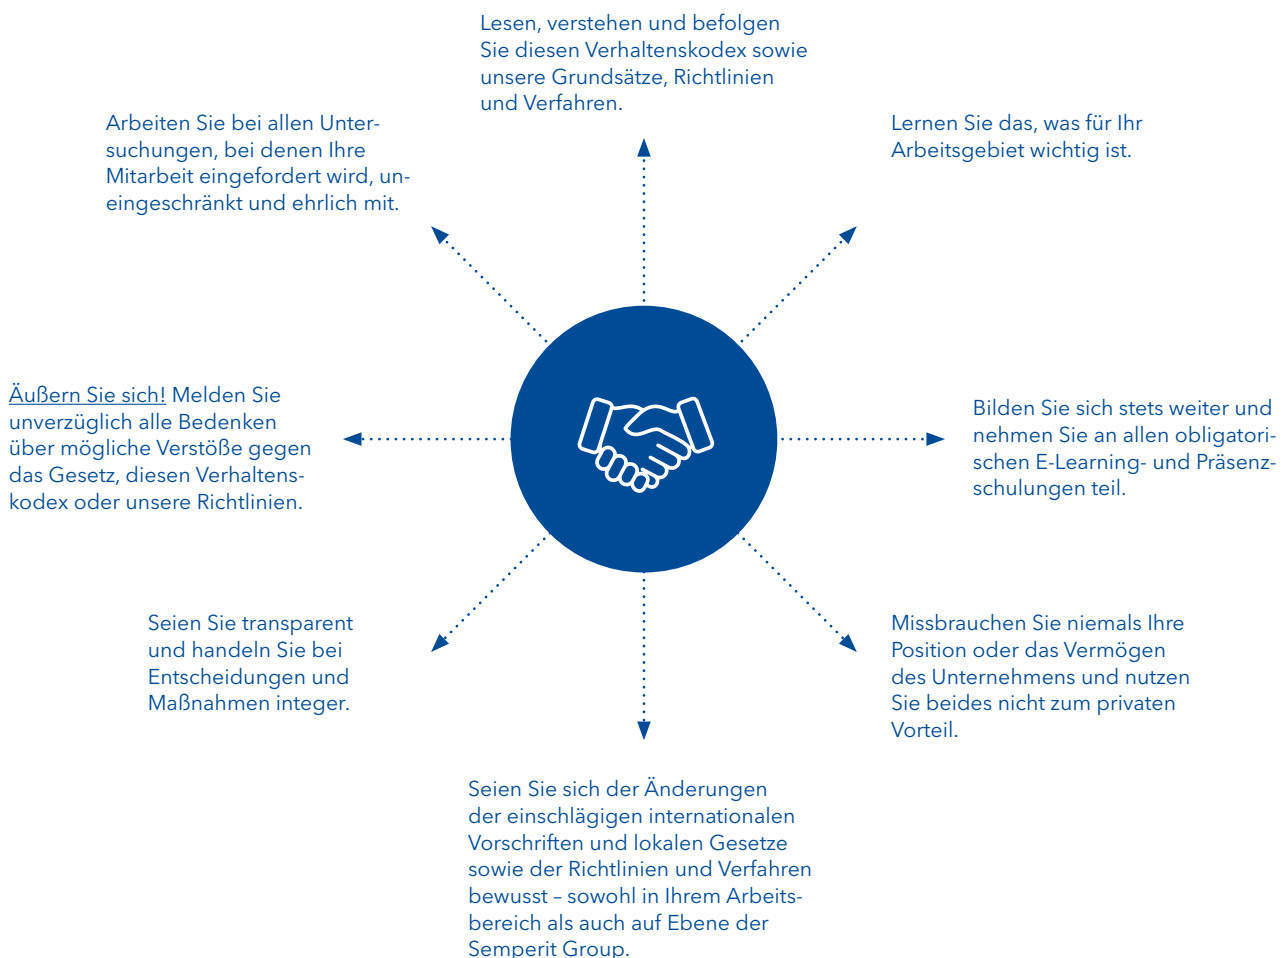 Lesen, verstehen und befolgen
Sie diesen Verhaltenskodex sowie
unsere Grundsätze, Richtlinien
und Verfahren.
Lernen Sie das, was für Ihr
Arbeitsgebiet wichtig ist.
Bilden Sie sich stets weiter und
nehmen Sie an allen obligatori-
schen E-Learning- und Präsenz-
schulungen teil.
Missbrauchen Sie niemals Ihre
Position oder das Vermögen
des Unternehmens und nutzen
Sie beides nicht zum privaten
Vorteil.
Seien Sie sich der Änderungen
der einschlägigen internationalen
Vorschriften und lokalen Gesetze
sowie der Richtlinien und Verfahren
bewusst – sowohl in Ihrem Arbeits-
bereich als auch auf Ebene der
Semperit Group.
Seien Sie transparent
und handeln Sie bei
Entscheidungen und
Maßnahmen integer.
Äußern Sie sich! Melden Sie
unverzüglich alle Bedenken
über mögliche Verstöße gegen
das Gesetz, diesen Verhaltens-
kodex oder unsere Richtlinien.
Arbeiten Sie bei allen Unter-
suchungen, bei denen Ihre
Mitarbeit eingefordert wird, un-
eingeschränkt und ehrlich mit.